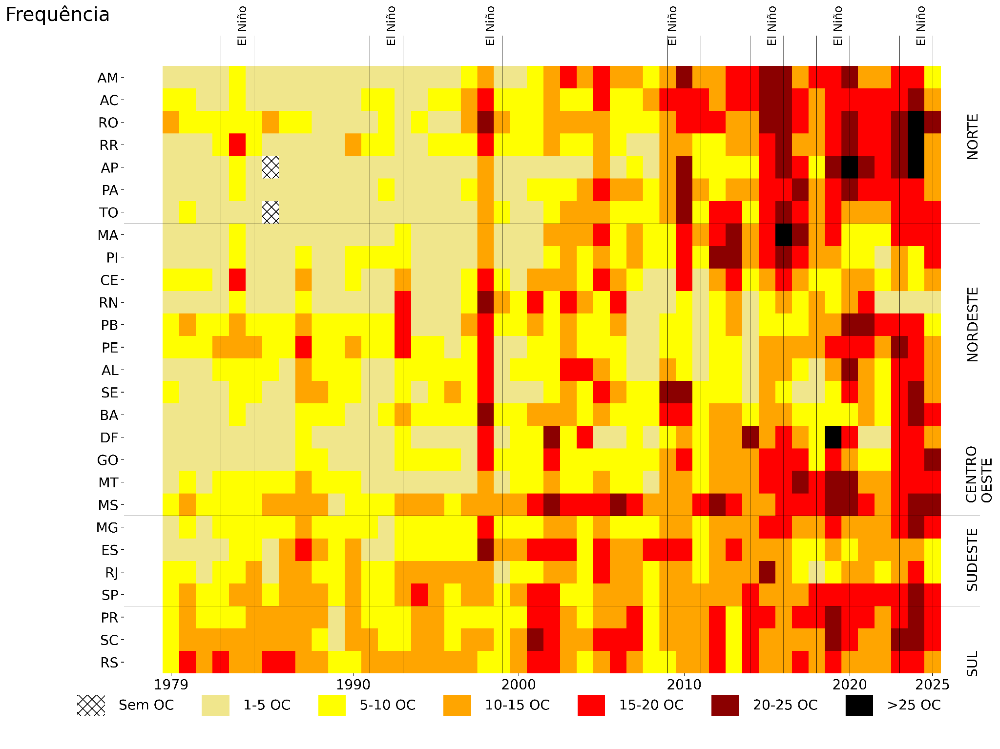 Frequência
El Niño
El Niño
El Niño
El Niño
El Niño
El Niño
El Niño
AM
AC
RO
RR
AP
PA
TO
MA
PI
CE
RN
PB
PE
AL
SE
BA
DF
GO
MT
MS
MG
ES
RJ
SP
PR
SC
RS
NORTE
NORDESTE
CENTRO
OESTE
SUDESTE
SUL
1979 1990 2000 2010 2020 2025
Sem OC 1-5 OC 5-10 OC 10-15 OC 15-20 OC 20-25 OC >25 OC